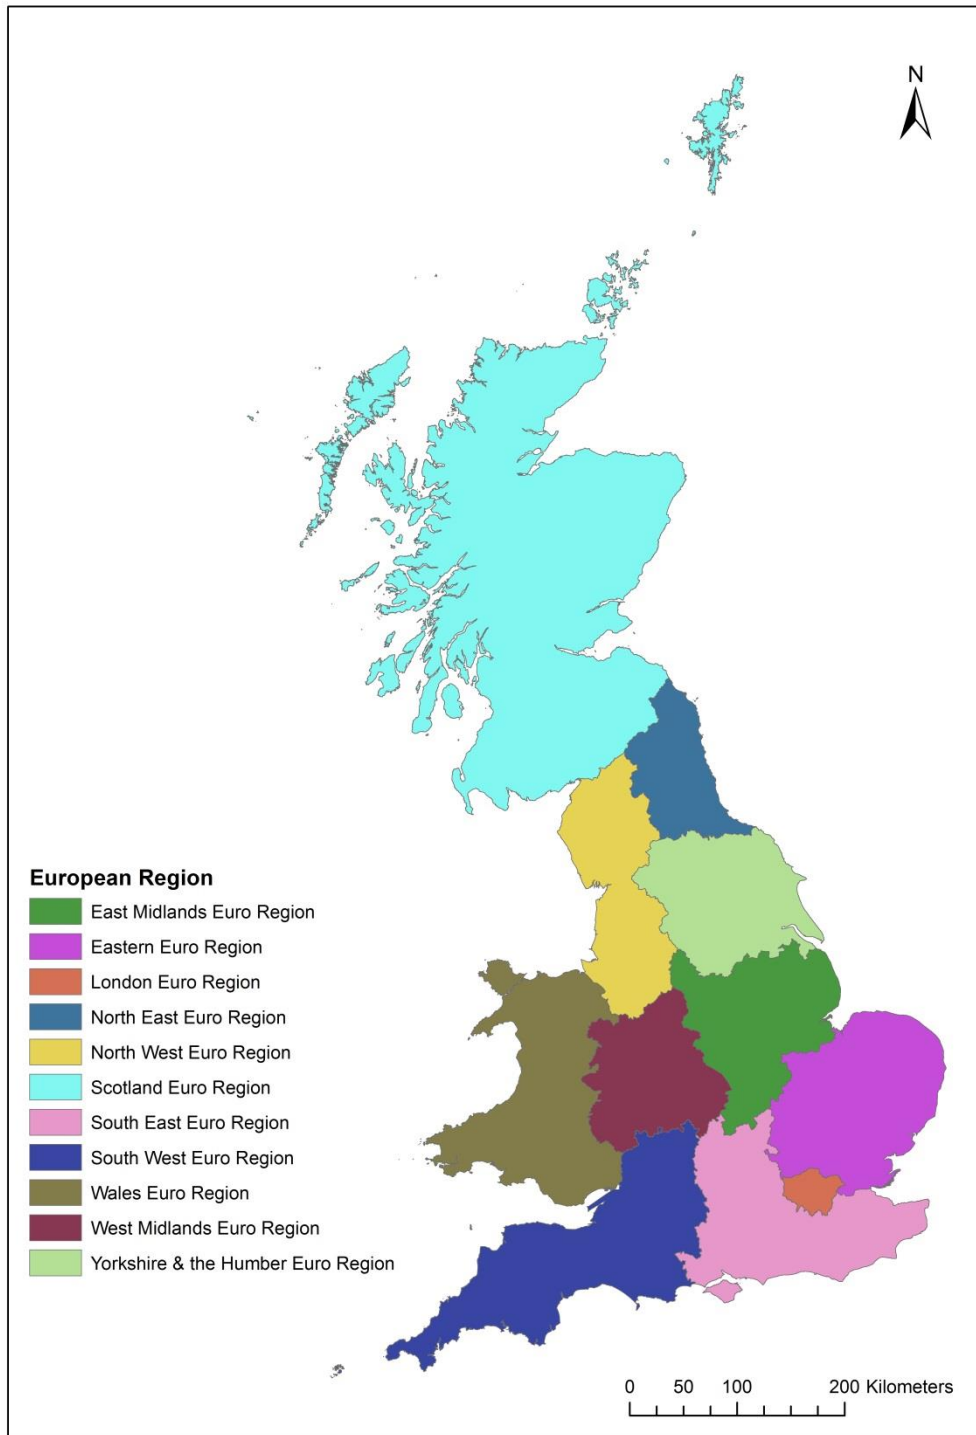 N
European Region
East Midlands Euro Region
Eastern Euro Region
London Euro Region
North East Euro Region
North West Euro Region
Scotland Euro Region
South East Euro Region
South West Euro Region
Wales Euro Region
West Midlands Euro Region
Yorkshire & the Humber Euro Region
0 50 100 200 Kilometers